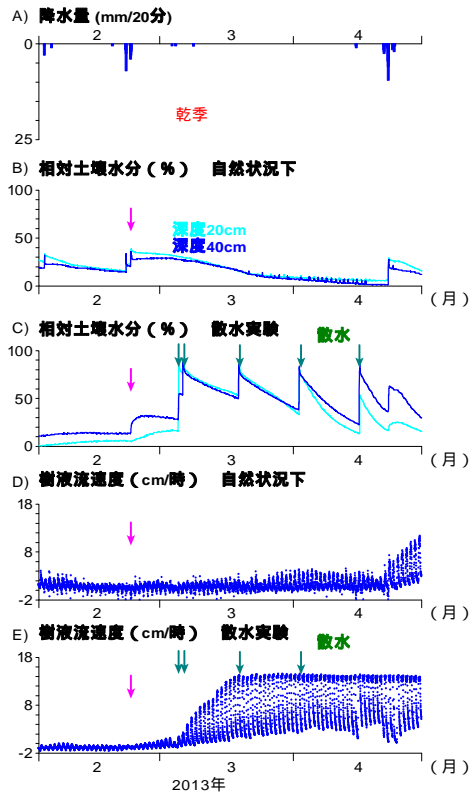 A) 降水量 (mm/20分)
2 3 4
0
25
乾季
B) 相対土壌水分(%) 自然状況下
100
50
0
深度20cm
深度40cm
2 3 4 (月)
C) 相対土壌水分(%) 散水実験
散水
100
50
0
2 3 4 (月)
D) 樹液流速度(cm/時) 自然状況下
18
8
-2
2 3 4 (月)
E) 樹液流速度(cm/時) 散水実験
散水
18
8
-2
2 3 4 (月)
2013年